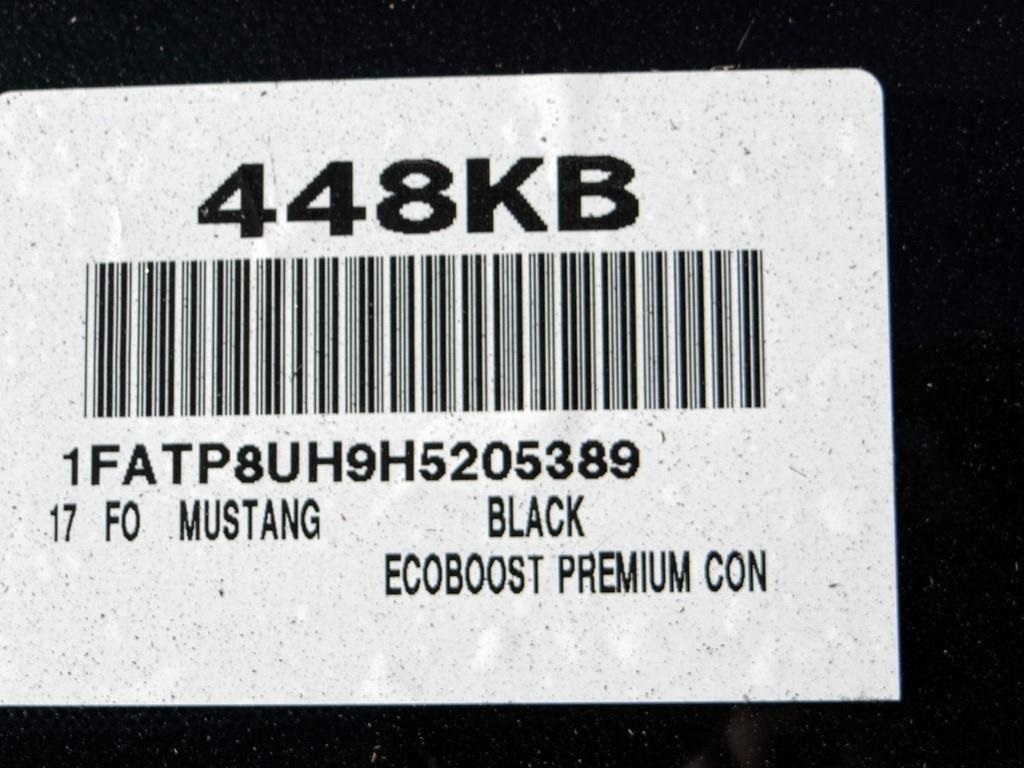 448KB
1FATP8UH9H5205389
17 FO MUSTANG BLACK
ECOBOOST PREMIUM CON